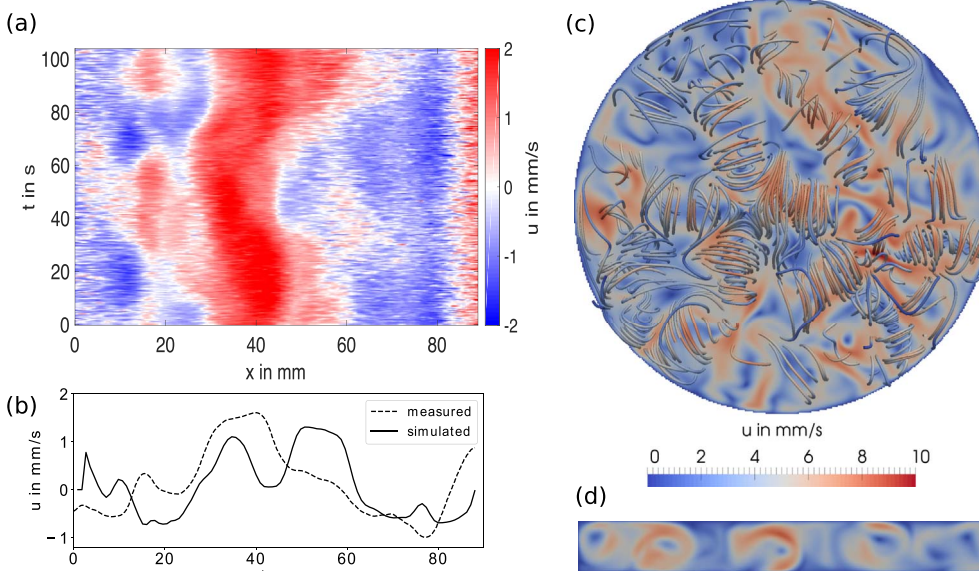 (a)
t in s
100
80
60
40
20
0
0 20 40 60 80
x in mm
2
1
0
-1
-2
u in mm/s
(b)
u in mm/s
2
1
0
−1
0 20 40 60 80
measured
simulated
(c)
u in mm/s
0 2 4 6 8 10
(d)